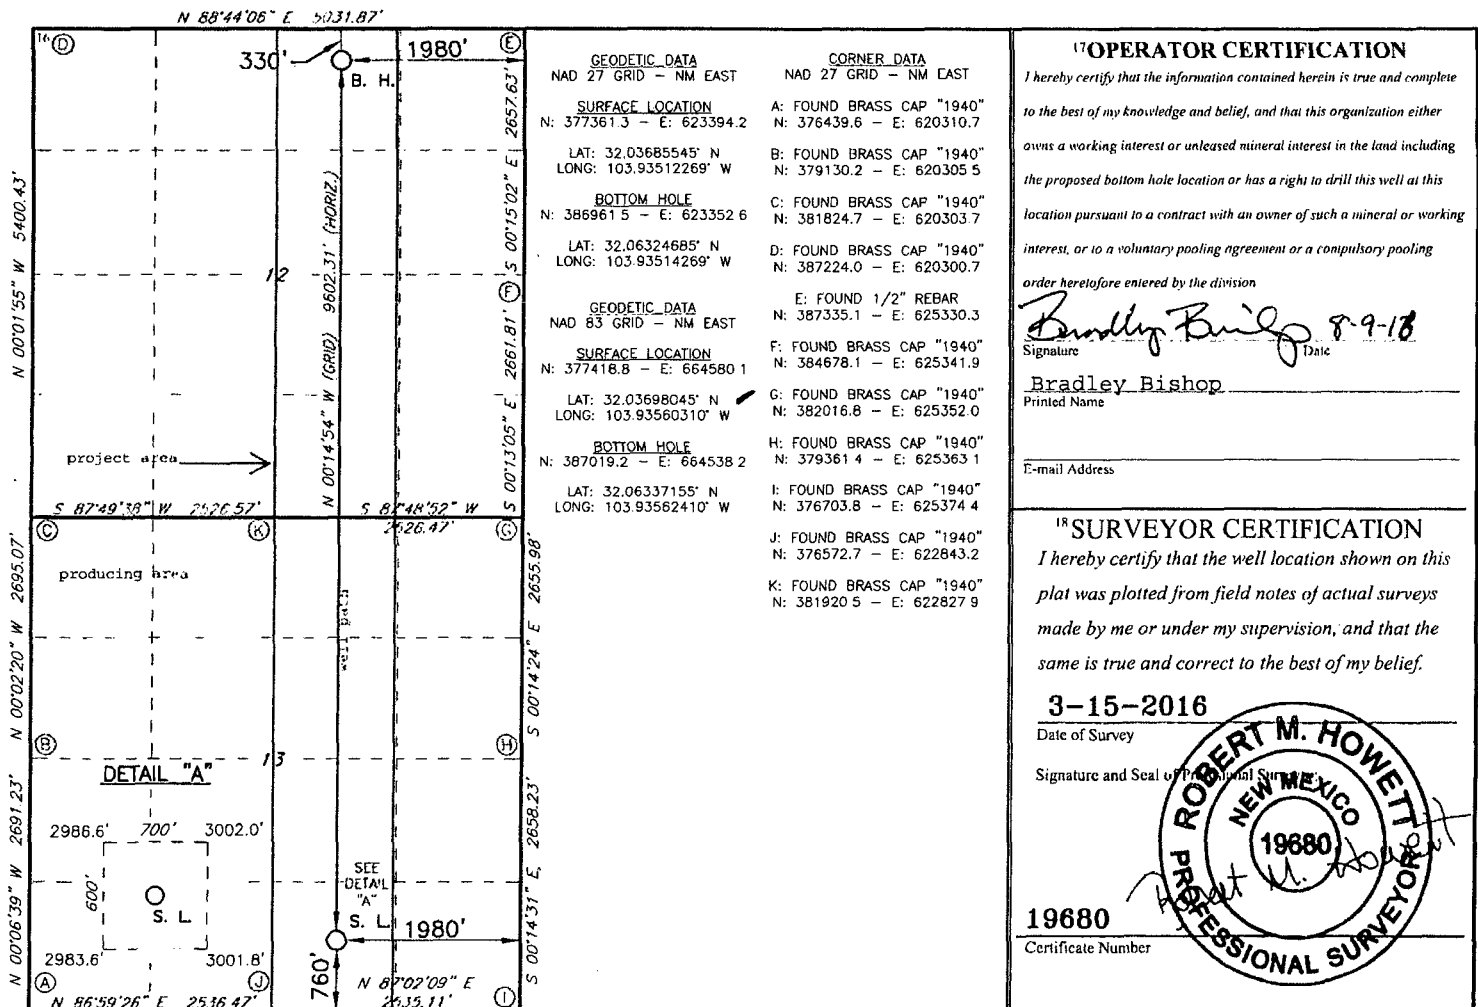 N 88°44'06" E 5031.87'
16
D
330'
1980'
E
B. H.
S 00°15'02" E 2657.63'
N 00°01'55" W 5400.43'
12
N 00°14'54" W (GRID) 9602.31' (HORIZ.)
F
S 00°13'05" E 2661.81'
project area
S 87°49'38" W 2526.57'
S 87°48'52" W
2526.47'
C
K
G
producing area
N 00°02'20" W 2695.07'
well path
S 00°14'24" E 2655.98'
B
13
H
DETAIL "A"
2986.6' 700' 3002.0'
600'
S. L.
2983.6' 3001.8'
N 00°06'39" W 2691.23'
SEE
DETAIL
"A"
S. L.
1980'
S 00°14'31" E 2658.23'
760'
A
J
I
N 86°59'26" E 2536.47'
N 87°02'09" E
2535.11'
GEODETIC DATA
NAD 27 GRID – NM EAST
SURFACE LOCATION
N: 377361.3 – E: 623394.2
LAT: 32.03685545° N
LONG: 103.93512269° W
BOTTOM HOLE
N: 386961 5 – E: 623352 6
LAT: 32.06324685° N
LONG: 103.93514269° W
GEODETIC DATA
NAD 83 GRID – NM EAST
SURFACE LOCATION
N: 377418.8 – E: 664580 1
LAT: 32.03698045° N
LONG: 103.93560310° W
BOTTOM HOLE
N: 387019.2 – E: 664538 2
LAT: 32.06337155° N
LONG: 103.93562410° W
CORNER DATA
NAD 27 GRID – NM EAST
A: FOUND BRASS CAP "1940"
N: 376439.6 – E: 620310.7
B: FOUND BRASS CAP "1940"
N: 379130.2 – E: 620305 5
C: FOUND BRASS CAP "1940"
N: 381824.7 – E: 620303.7
D: FOUND BRASS CAP "1940"
N: 387224.0 – E: 620300.7
E: FOUND 1/2" REBAR
N: 387335.1 – E: 625330.3
F: FOUND BRASS CAP "1940"
N: 384678.1 – E: 625341.9
G: FOUND BRASS CAP "1940"
N: 382016.8 – E: 625352.0
H: FOUND BRASS CAP "1940"
N: 379361 4 – E: 625363 1
I: FOUND BRASS CAP "1940"
N: 376703.8 – E: 625374 4
J: FOUND BRASS CAP "1940"
N: 376572.7 – E: 622843.2
K: FOUND BRASS CAP "1940"
N: 381920 5 – E: 622827 9
17 OPERATOR CERTIFICATION
I hereby certify that the information contained herein is true and complete
to the best of my knowledge and belief, and that this organization either
owns a working interest or unleased mineral interest in the land including
the proposed bottom hole location or has a right to drill this well at this
location pursuant to a contract with an owner of such a mineral or working
interest, or to a voluntary pooling agreement or a compulsory pooling
order heretofore entered by the division
Bradley Bishop 8-9-18
Signature Date
Bradley Bishop
Printed Name
E-mail Address
18 SURVEYOR CERTIFICATION
I hereby certify that the well location shown on this
plat was plotted from field notes of actual surveys
made by me or under my supervision, and that the
same is true and correct to the best of my belief.
3-15-2016
Date of Survey
Signature and Seal of Professional Surveyor:
ROBERT M. HOWETT
NEW MEXICO
19680
PROFESSIONAL SURVEYOR
Robert M. Howett
19680
Certificate Number